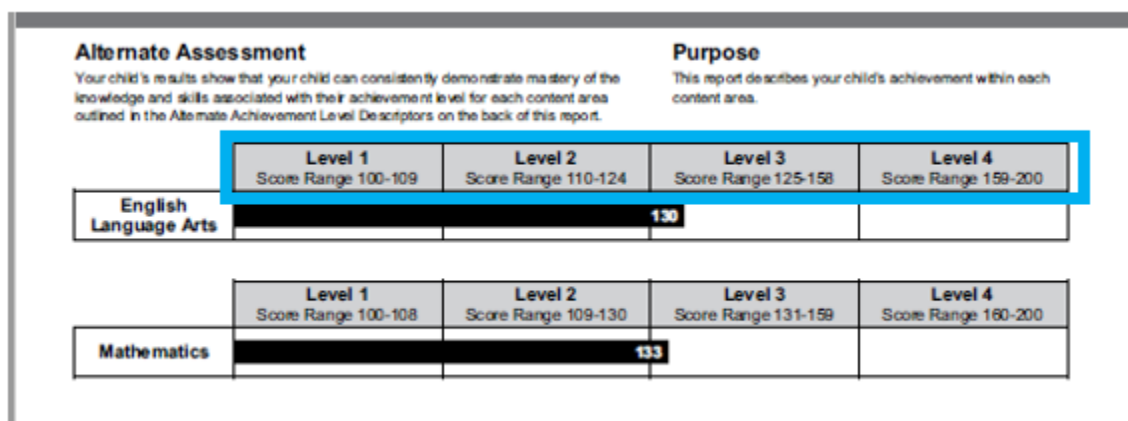 Alternate Assessment
Your child's results show that your child can consistently demonstrate mastery of the
knowledge and skills associated with their achievement level for each content area
outlined in the Alternate Achievement Level Descriptors on the back of this report.
Purpose
This report describes your child's achievement within each
content area.
Level 1 Level 2 Level 3 Level 4
Score Range 100-109 Score Range 110-124 Score Range 125-158 Score Range 159-200
English
Language Arts
130
Level 1 Level 2 Level 3 Level 4
Score Range 100-108 Score Range 109-130 Score Range 131-159 Score Range 160-200
Mathematics 133